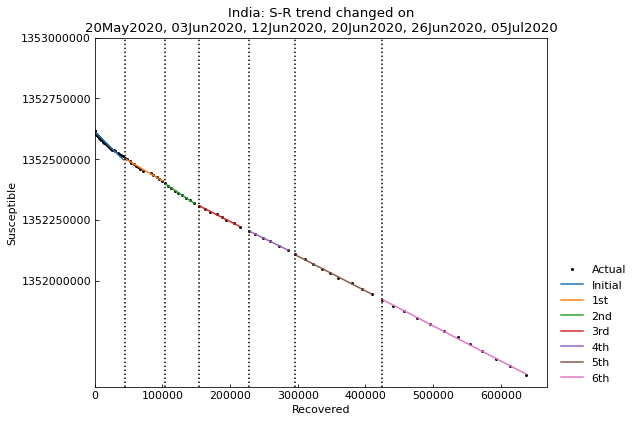 India: S-R trend changed on
20May2020, 03Jun2020, 12Jun2020, 20Jun2020, 26Jun2020, 05Jul2020
1353000000
1352750000
1352500000
1352250000
1352000000
Susceptible
0 100000 200000 300000 400000 500000 600000
Recovered
Actual
Initial
1st
2nd
3rd
4th
5th
6th